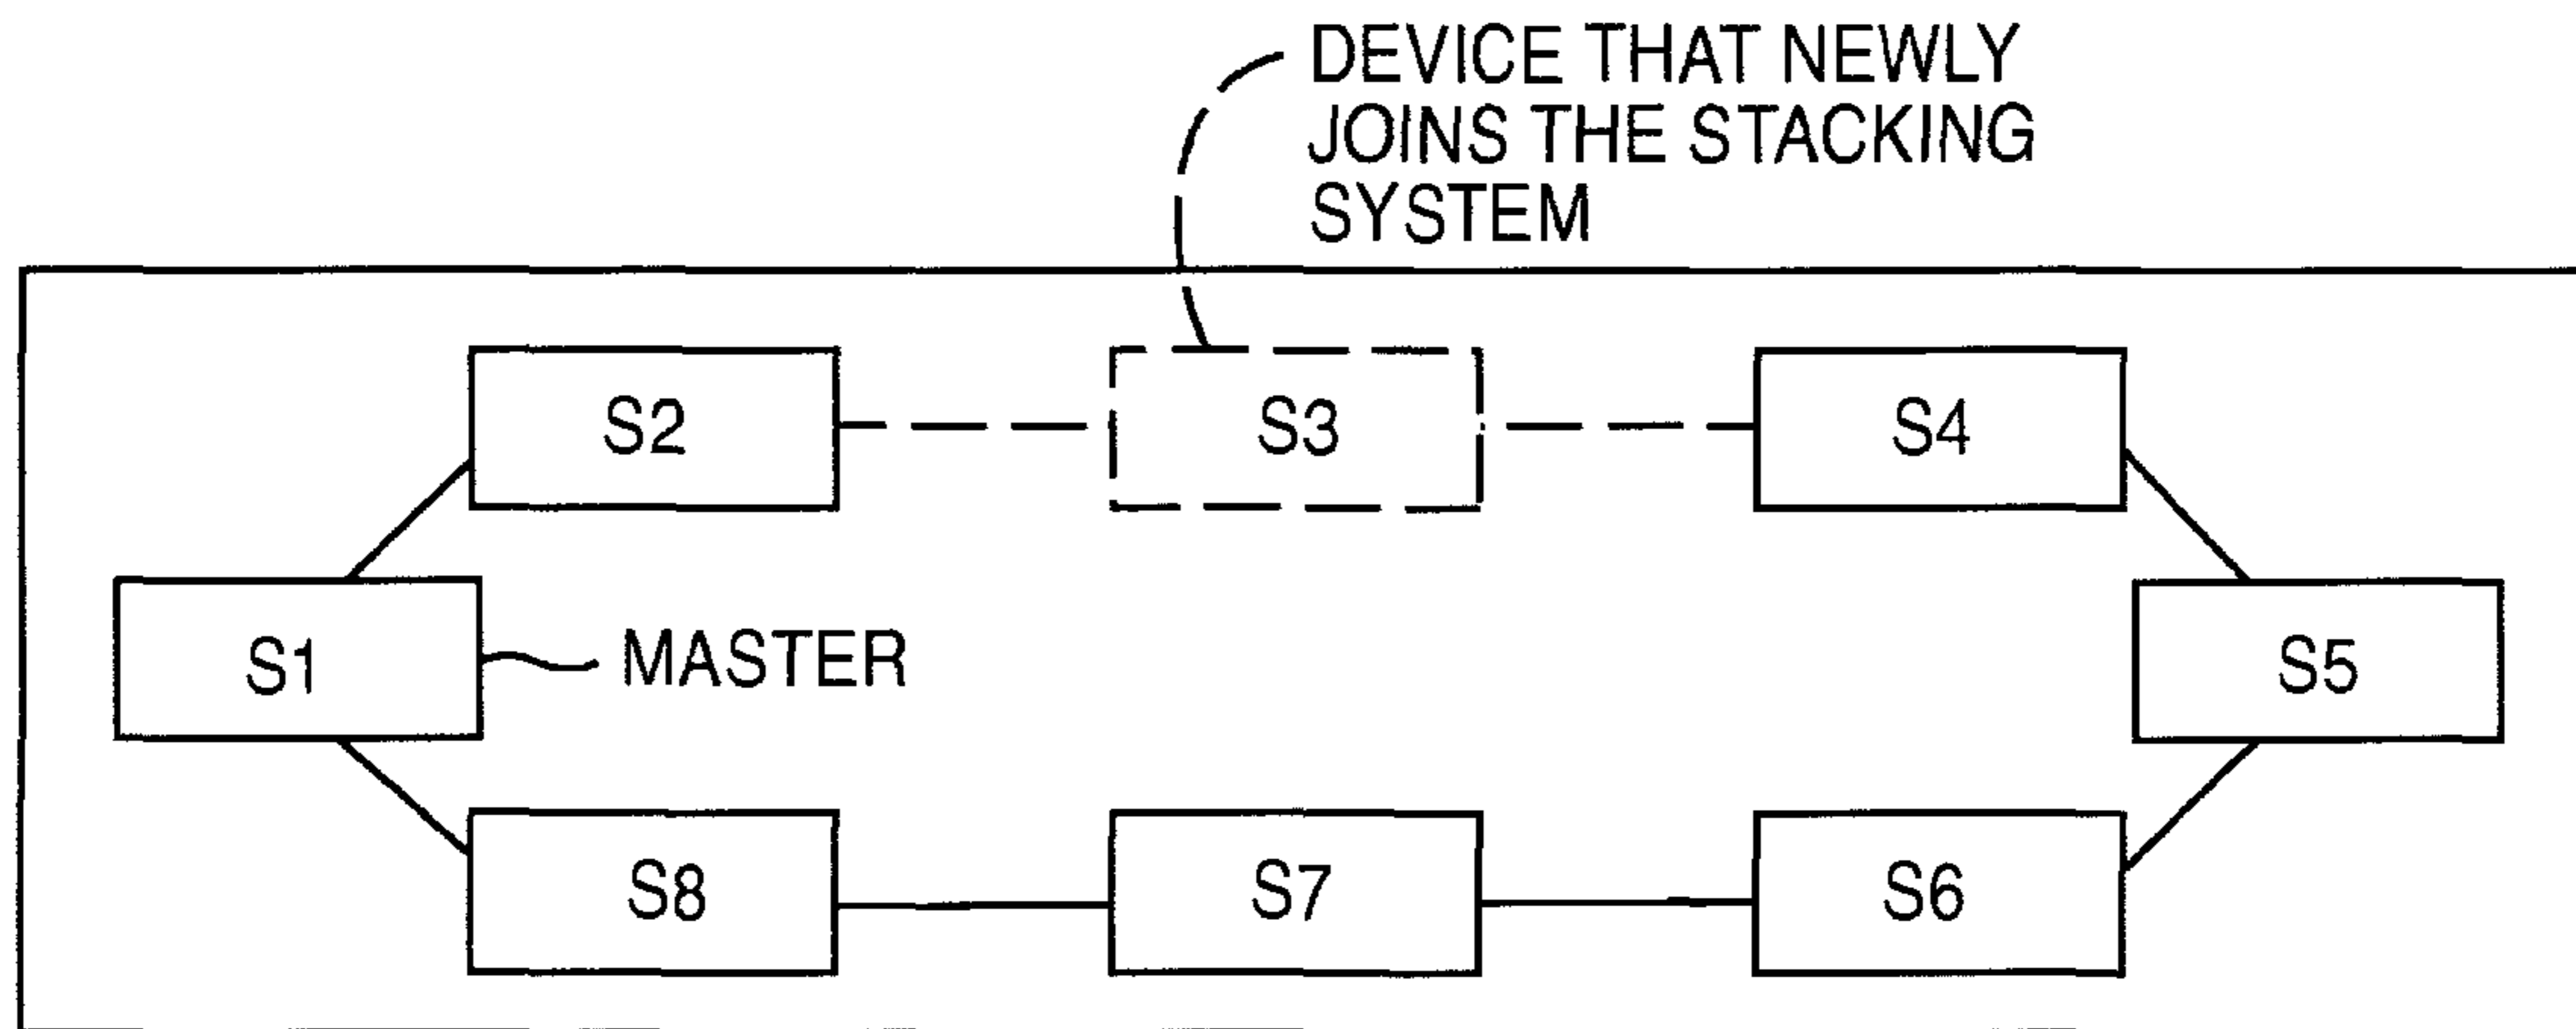 DEVICE THAT NEWLY
JOINS THE STACKING
SYSTEM
S2
S3
S4
S1
MASTER
S5
S8
S7
S6